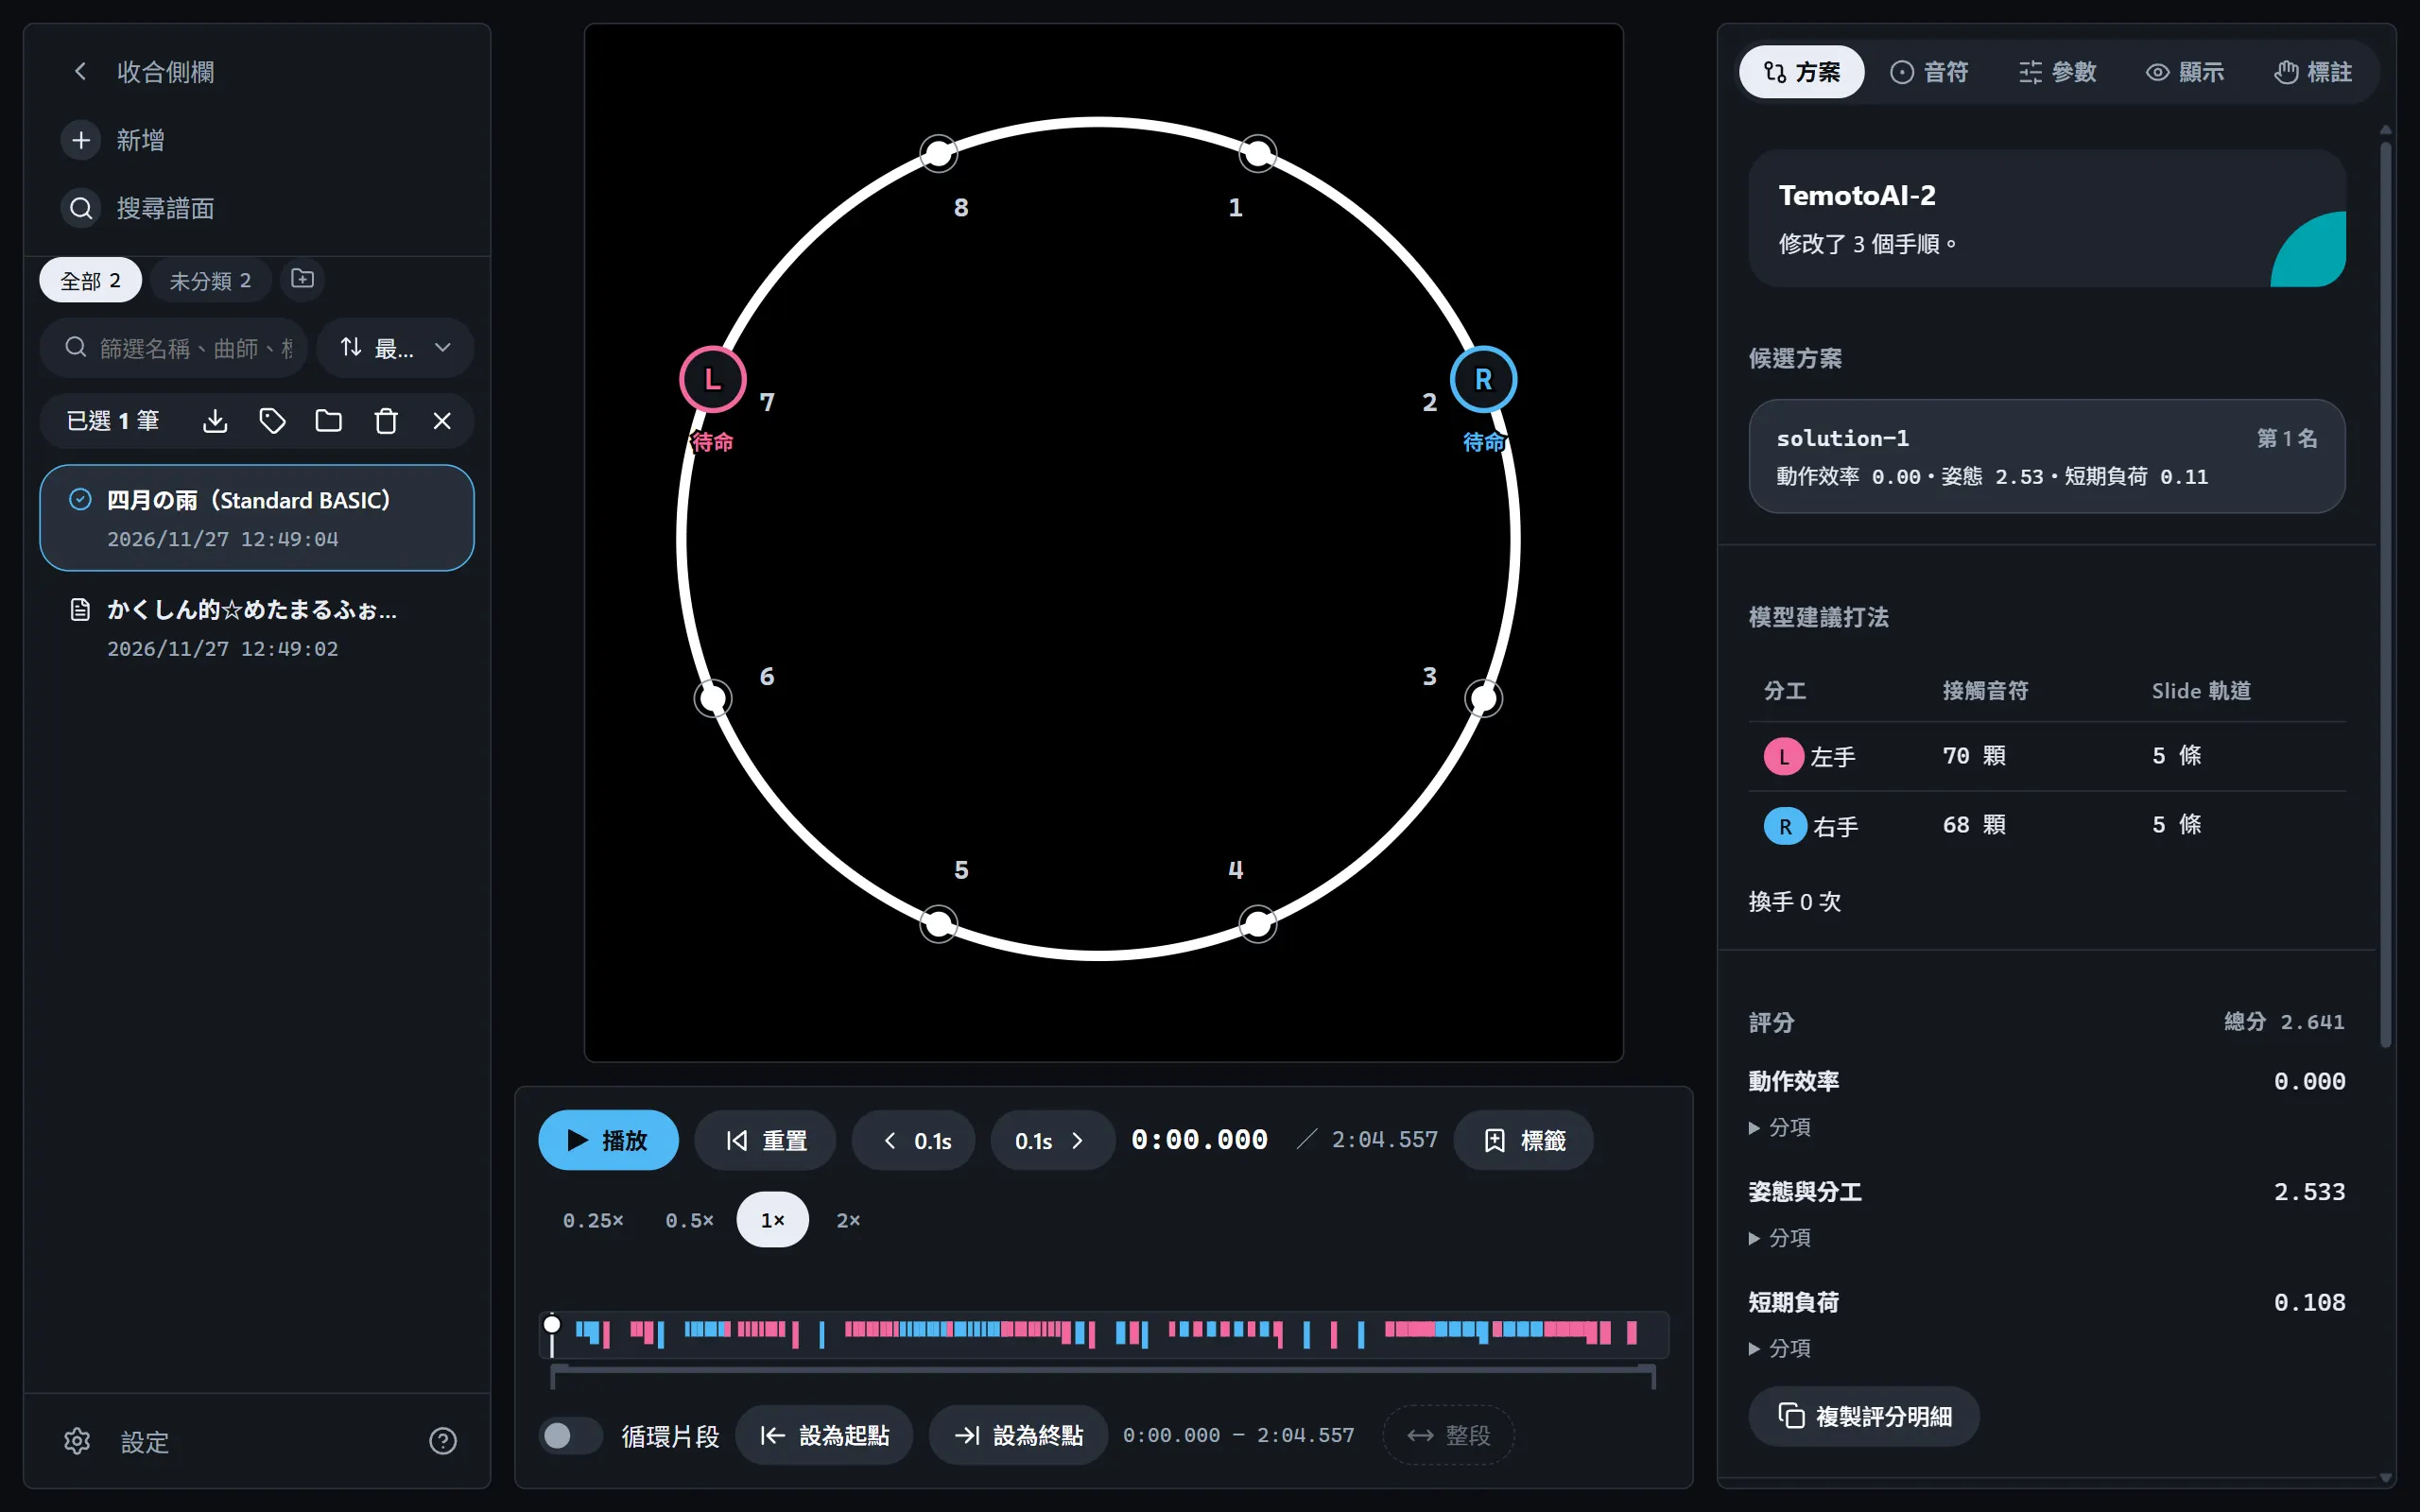 收合側欄
新增
搜尋譜面
全部 2
未分類 2
篩選名稱、曲師、
最...
已選 1 筆
四月の雨（Standard BASIC）
2026/11/27 12:49:04
かくしん的☆めたまるふぉ...
2026/11/27 12:49:02
設定
8
1
L
7
待命
2
R
待命
6
3
5
4
播放
重置
0.1s
0.1s
0:00.000 ／ 2:04.557
標籤
0.25×
0.5×
1×
2×
循環片段
設為起點
設為終點
0:00.000 – 2:04.557
整段
方案
音符
參數
顯示
標註
TemotoAI-2
修改了 3 個手順。
候選方案
solution-1
第 1 名
動作效率 0.00・姿態 2.53・短期負荷 0.11
模型建議打法
分工 接觸音符 Slide 軌道
L 左手 70 顆 5 條
R 右手 68 顆 5 條
換手 0 次
評分 總分 2.641
動作效率 0.000
分項
姿態與分工 2.533
分項
短期負荷 0.108
分項
複製評分明細